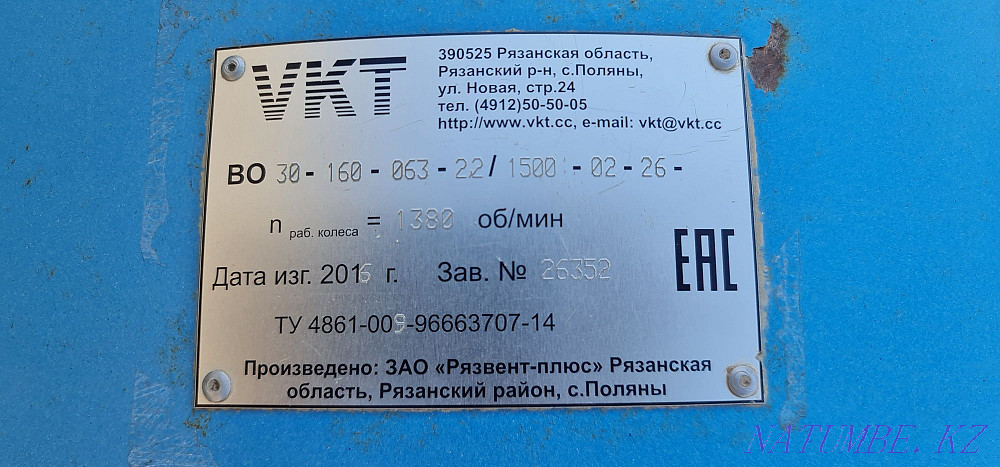 VKT
390525 Рязанская область,
Рязанский р-н, с.Поляны,
ул. Новая, стр.24
тел. (4912)50-50-05
http://www.vkt.cc, e-mail: vkt@vkt.cc
ВО 30- 160 - 063 - 22 / 1500 - 02 - 26 -
n раб. колеса = 1380 об/мин
Дата изг. 2016 г. Зав. № 26352
EAC
ТУ 4861-009-96663707-14
Произведено: ЗАО «Рязвент-плюс» Рязанская
область, Рязанский район, с.Поляны
NATUMBE. KZ